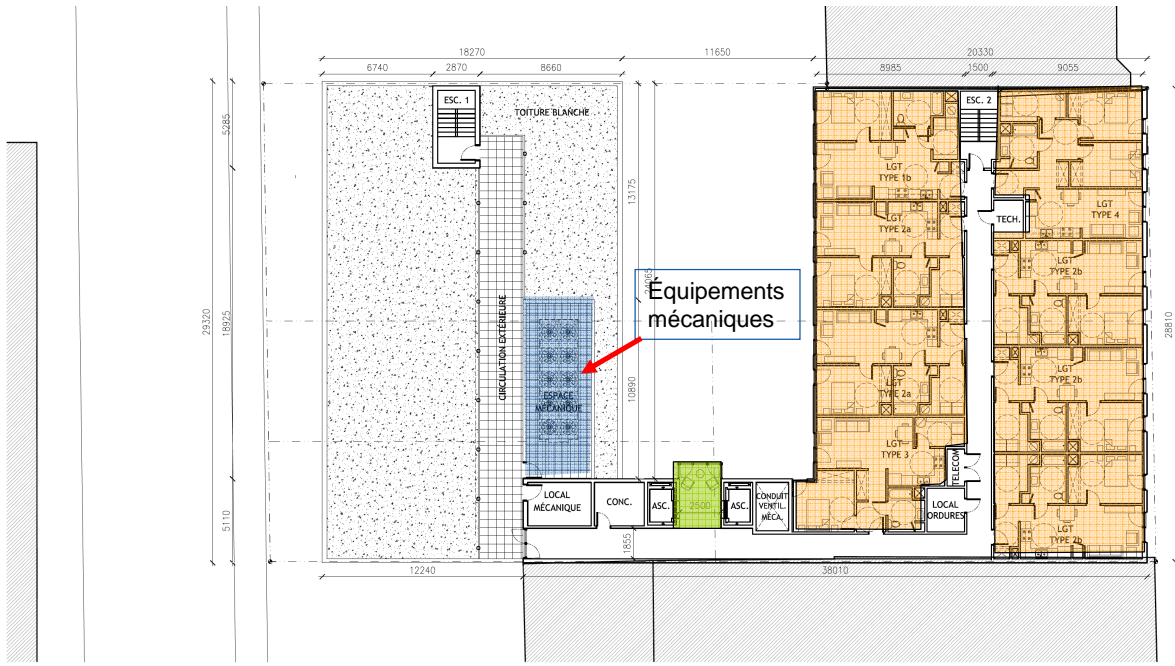 18270
11650
20330
6740
2870
8660
8985
1500
9055
ESC. 1
TOITURE BLANCHE
ESC. 2
5285
LGT
TYPE 1b
13175
LGT
TYPE 4
TECH.
LGT
TYPE 2a
LGT
TYPE 2b
24065
Équipements
mécaniques
29320
18925
CIRCULATION EXTÉRIEURE
28810
10890
ESPACE
MÉCANIQUE
LGT
TYPE 2a
LGT
TYPE 2b
LGT
TYPE 3
TELECOM
LOCAL
MÉCANIQUE
CONC.
ASC.
2500
ASC.
CONDUIT
VENTIL.
MÉCA.
LOCAL
ORDURES
5110
1855
LGT
TYPE 2b
12240
38010